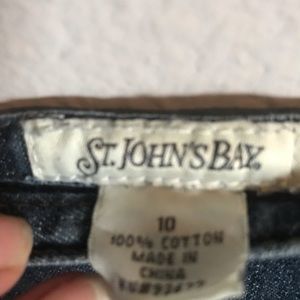 ST. JOHN'S BAY.
10
100% COTTON
MADE IN
CHINA